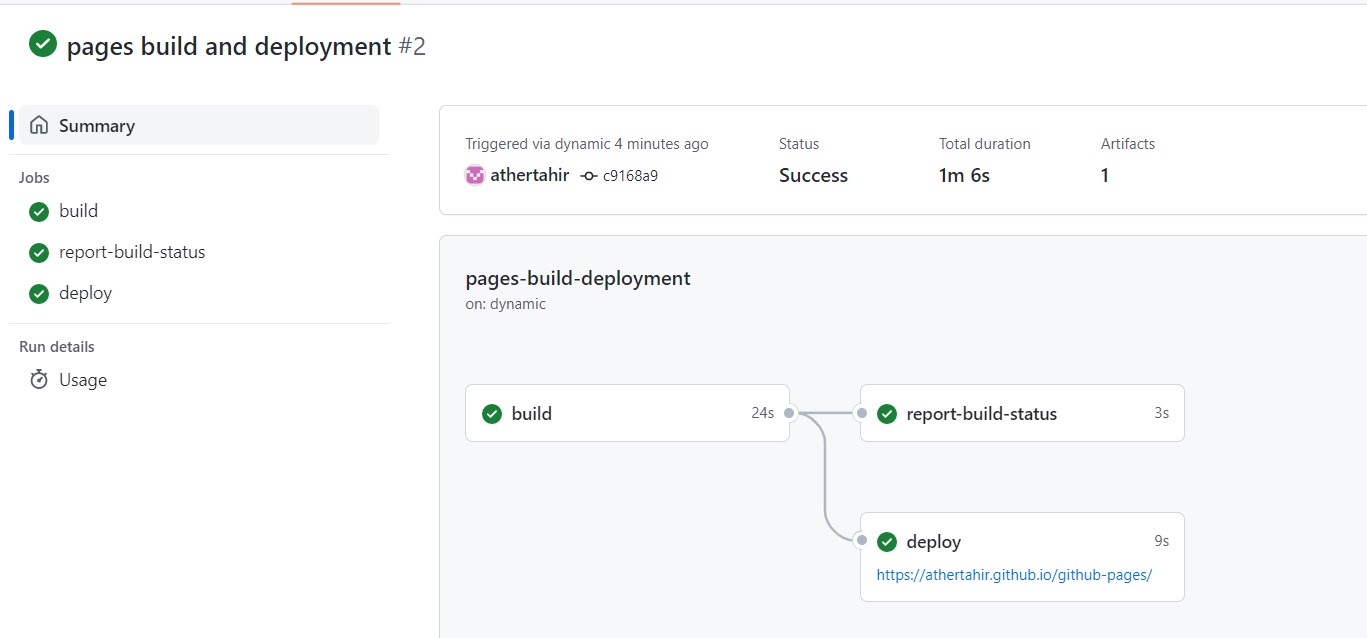 pages build and deployment #2
Summary
Jobs
build
report-build-status
deploy
Run details
Usage
Triggered via dynamic 4 minutes ago
athertahir c9168a9
Status
Success
Total duration
1m 6s
Artifacts
1
pages-build-deployment
on: dynamic
build 24s
report-build-status 3s
deploy 9s
https://athertahir.github.io/github-pages/